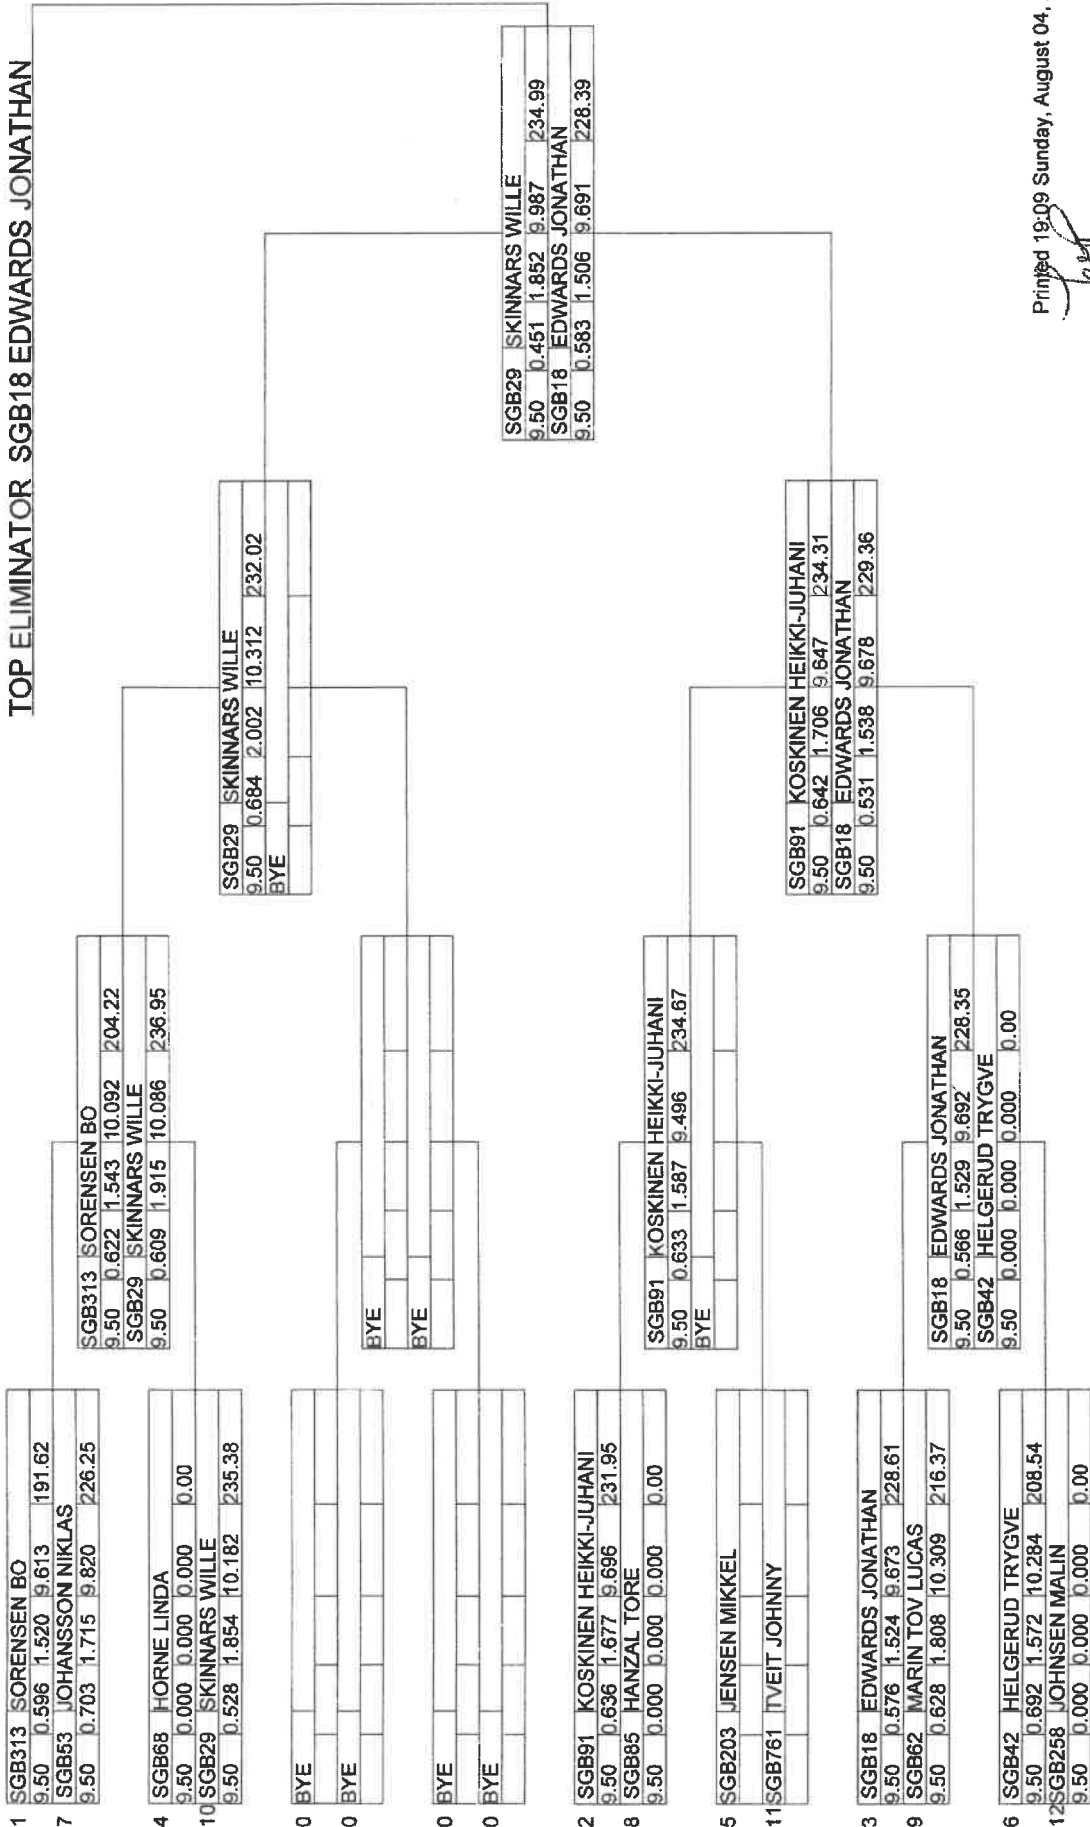 TOP ELIMINATOR SGB18 EDWARDS JONATHAN
1 SGB313 SORENSEN BO
9.50 0.596 1.520 9.613 191.62
7 SGB53 JOHANSSON NIKLAS
9.50 0.703 1.715 9.820 226.25
4 SGB68 HORNE LINDA
9.50 0.000 0.000 0.000 0.00
10 SGB29 SKINNARS WILLE
9.50 0.528 1.854 10.182 235.38
0 BYE
0 BYE
0 BYE
0 BYE
2 SGB91 KOSKINEN HEIKKI-JUHANI
9.50 0.636 1.677 9.696 231.95
8 SGB85 HANZAL TORE
9.50 0.000 0.000 0.000 0.00
5 SGB203 JENSEN MIKKEL
11 SGB761 TVEIT JOHNNY
3 SGB18 EDWARDS JONATHAN
9.50 0.576 1.524 9.673 228.61
9 SGB62 MARIN TOV LUCAS
9.50 0.628 1.808 10.309 216.37
6 SGB42 HELGERUD TRYGVE
9.50 0.692 1.572 10.284 208.54
12 SGB258 JOHNSEN MALIN
9.50 0.000 0.000 0.000 0.00
SGB313 SORENSEN BO
9.50 0.622 1.543 10.092 204.22
SGB29 SKINNARS WILLE
9.50 0.609 1.915 10.086 236.95
BYE
BYE
SGB91 KOSKINEN HEIKKI-JUHANI
9.50 0.633 1.587 9.496 234.67
BYE
SGB18 EDWARDS JONATHAN
9.50 0.566 1.529 9.692 228.35
SGB42 HELGERUD TRYGVE
9.50 0.000 0.000 0.000 0.00
SGB29 SKINNARS WILLE
9.50 0.684 2.002 10.312 232.02
BYE
SGB91 KOSKINEN HEIKKI-JUHANI
9.50 0.642 1.706 9.647 234.31
SGB18 EDWARDS JONATHAN
9.50 0.531 1.538 9.678 229.36
SGB29 SKINNARS WILLE
9.50 0.451 1.852 9.987 234.99
SGB18 EDWARDS JONATHAN
9.50 0.583 1.506 9.691 228.39
Printed 19:09 Sunday, August 04,